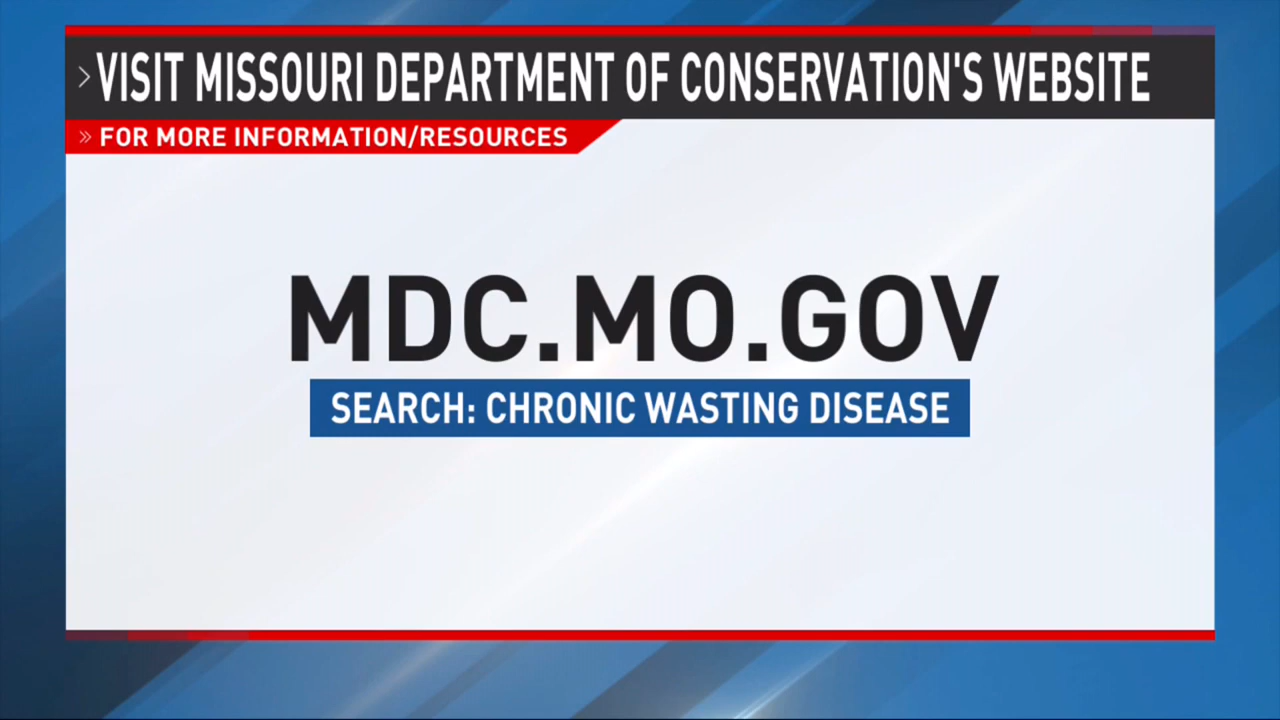 › VISIT MISSOURI DEPARTMENT OF CONSERVATION'S WEBSITE
» FOR MORE INFORMATION/RESOURCES
MDC.MO.GOV
SEARCH: CHRONIC WASTING DISEASE